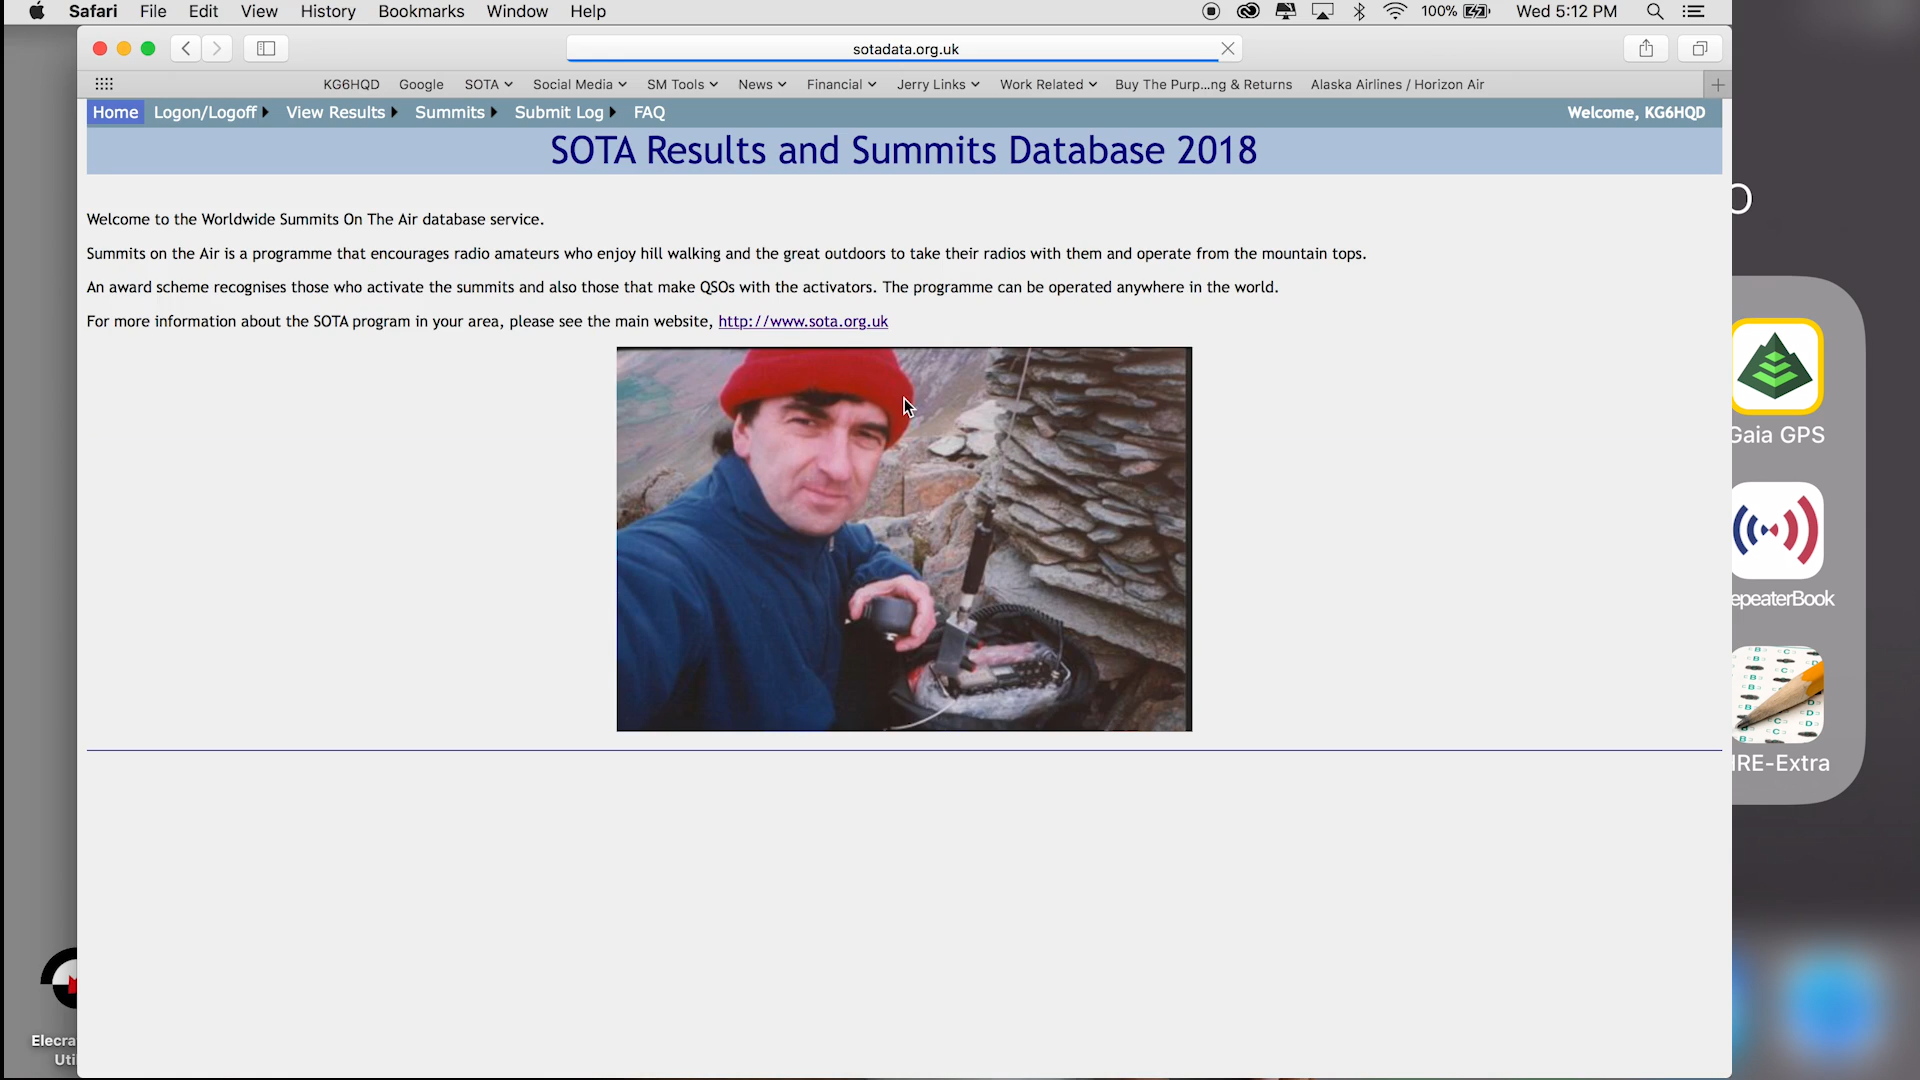 Safari File Edit View History Bookmarks Window Help 100% Wed 5:12 PM
sotadata.org.uk
KG6HQD Google SOTA Social Media SM Tools News Financial Jerry Links Work Related Buy The Purp...ng & Returns Alaska Airlines / Horizon Air
Home Logon/Logoff View Results Summits Submit Log FAQ Welcome, KG6HQD
SOTA Results and Summits Database 2018
Welcome to the Worldwide Summits On The Air database service.
Summits on the Air is a programme that encourages radio amateurs who enjoy hill walking and the great outdoors to take their radios with them and operate from the mountain tops.
An award scheme recognises those who activate the summits and also those that make QSOs with the activators. The programme can be operated anywhere in the world.
For more information about the SOTA program in your area, please see the main website, http://www.sota.org.uk
Gaia GPS
epeaterBook
RE-Extra
Elecra
Uti